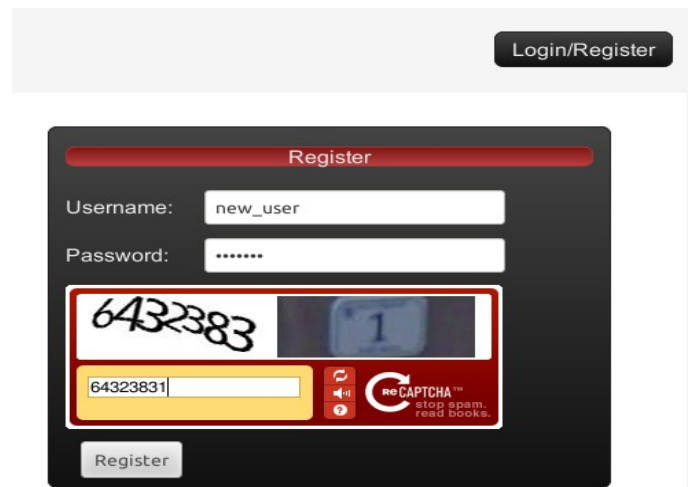 Login/Register
Register
Username: new_user
Password: •••••••
6432383 1
64323831
ReCAPTCHA™
stop spam.
read books.
Register